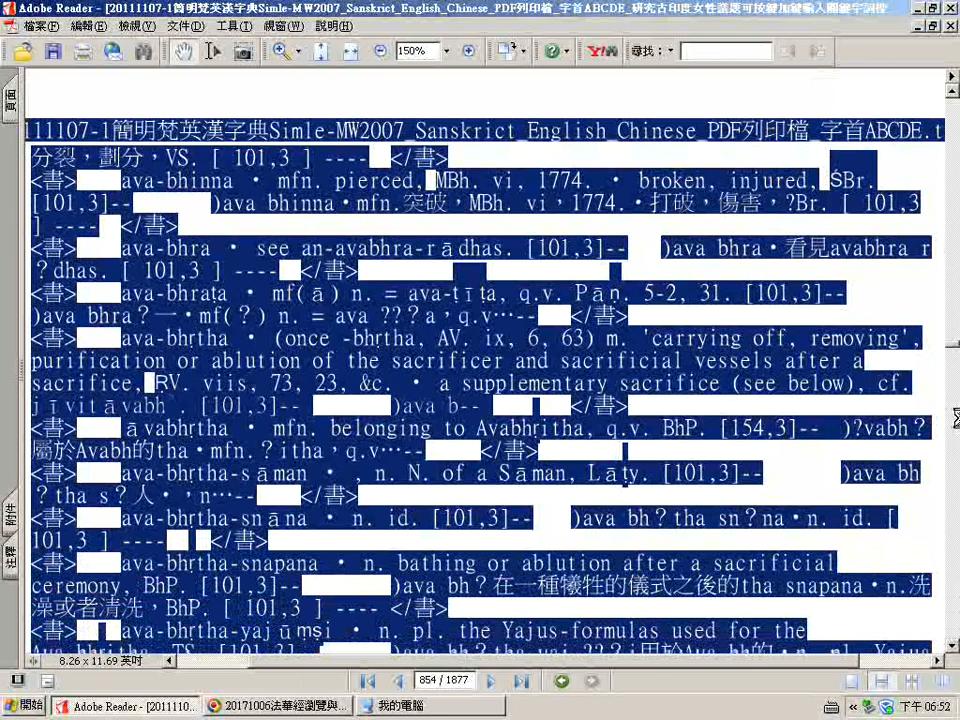 Adobe Reader - [20111107-1簡明梵英漢字典Simle-MW2007_Sanskrict_English_Chinese_PDF列印檔_字首ABCDE_研究古印度女性議題可按
檔案(F) 編輯(E) 檢視(V) 文件(D) 工具(T) 視窗(W) 說明(H)
150% 尋找:
頁面
111107-1簡明梵英漢字典Simle-MW2007_Sanskrict_English_Chinese_PDF列印檔_字首ABCDE.t
分裂,劃分,VS. [ 101,3 ] ---- </書>
<書> ava-bhinna • mfn. pierced, MBh. vi, 1774. • broken, injured, ŚBr.
[101,3]-- )ava bhinna•mfn.突破,MBh. vi,1774.•打破,傷害,?Br. [ 101,3
] ---- </書>
<書> ava-bhra • see an-avabhra-rādhas. [101,3]-- )ava bhra•看見avabhra r
?dhas. [ 101,3 ] ---- </書>
<書> ava-bhraṭa • mf(ā) n. = ava-ṭīṭa, q.v. Pāṇ. 5-2, 31. [101,3]--
)ava bhra?一•mf(?) n. = ava ???a,q.v…-- </書>
<書> ava-bhṛtha • (once -bhṛtha, AV. ix, 6, 63) m. 'carrying off, removing',
purification or ablution of the sacrificer and sacrificial vessels after a
sacrifice, RV. viis, 73, 23, &c. • a supplementary sacrifice (see below), cf.
jīvitāvabh . [101,3]-- )ava b-- </書>
<書> āvabhṛtha • mfn. belonging to Avabhṛitha, q.v. BhP. [154,3]-- )?vabh?
屬於Avabh的tha•mfn.?itha,q.v…-- </書>
<書> ava-bhṛtha-sāman • , n. N. of a Sāman, Lāṭy. [101,3]-- )ava bh
?tha s?人•,n…-- </書>
<書> ava-bhṛtha-snāna • n. id. [101,3]-- )ava bh?tha sn?na•n. id. [
101,3 ] ---- </書>
<書> ava-bhṛtha-snapana • n. bathing or ablution after a sacrificial
ceremony, BhP. [101,3]-- )ava bh?在一種犧牲的儀式之後的tha snapana•n.洗
澡或者清洗,BhP. [ 101,3 ] ---- </書>
<書> ava-bhṛtha-yajūṃṣi • n. pl. the Yajus-formulas used for the
附件
註釋
8.26 x 11.69 英吋
854 / 1877
開始 Adobe Reader - [2011110... 20171006法華經瀏覽與... 我的電腦 下午 06:52